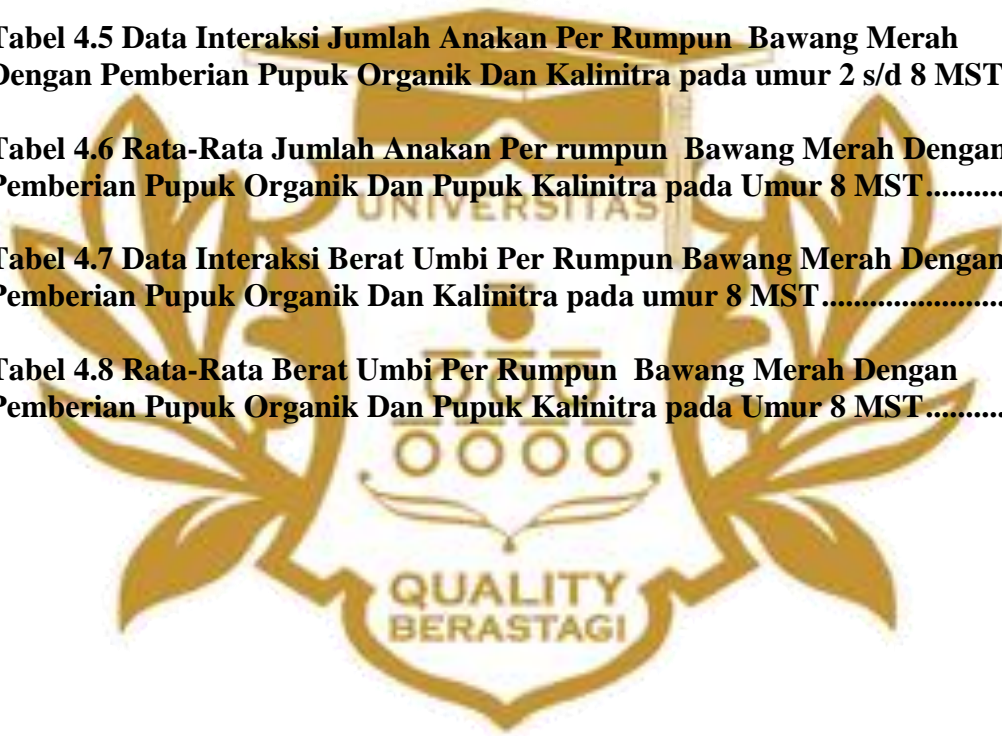 Tabel 4.5 Data Interaksi Jumlah Anakan Per Rumpun Bawang Merah
Dengan Pemberian Pupuk Organik Dan Kalinitra pada umur 2 s/d 8 MST
Tabel 4.6 Rata-Rata Jumlah Anakan Per rumpun Bawang Merah Dengan
Pemberian Pupuk Organik Dan Pupuk Kalinitra pada Umur 8 MST..........
UNIVERSITAS
Tabel 4.7 Data Interaksi Berat Umbi Per Rumpun Bawang Merah Dengan
Pemberian Pupuk Organik Dan Kalinitra pada umur 8 MST.......................
Tabel 4.8 Rata-Rata Berat Umbi Per Rumpun Bawang Merah Dengan
Pemberian Pupuk Organik Dan Pupuk Kalinitra pada Umur 8 MST..........
QUALITY
BERASTAGI